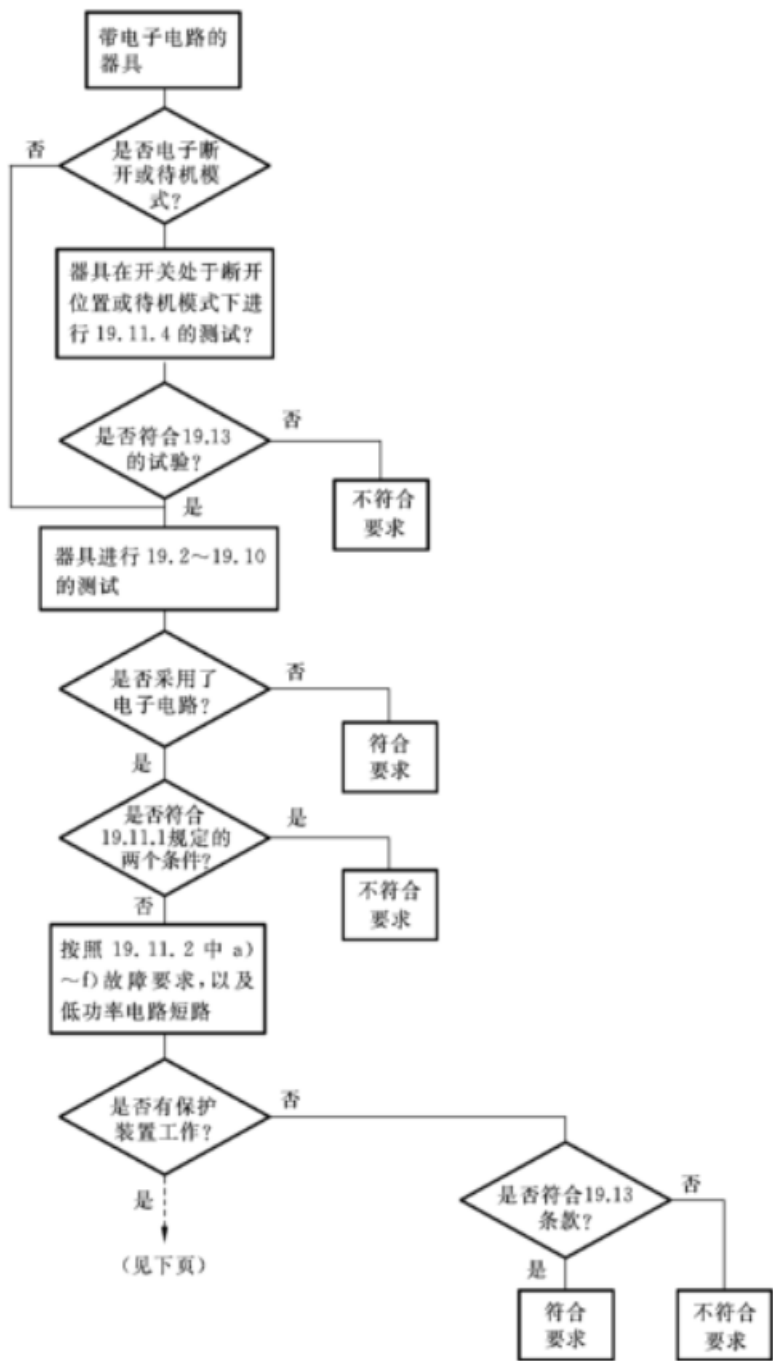 带电子电路的
器具
否
是否电子断
开或待机模
式?
器具在开关处于断开
位置或待机模式下进
行 19.11.4 的测试?
否
是否符合19.13
的试验?
是
不符合
要求
器具进行 19.2～19.10
的测试
否
是否采用了
电子电路?
是
符合
要求
是否符合
19.11.1规定的
两个条件?
是
否
不符合
要求
按照 19.11.2 中 a)
～f)故障要求,以及
低功率电路短路
是否有保护
装置工作?
否
是
(见下页)
是否符合19.13
条款?
否
是
符合
要求
不符合
要求